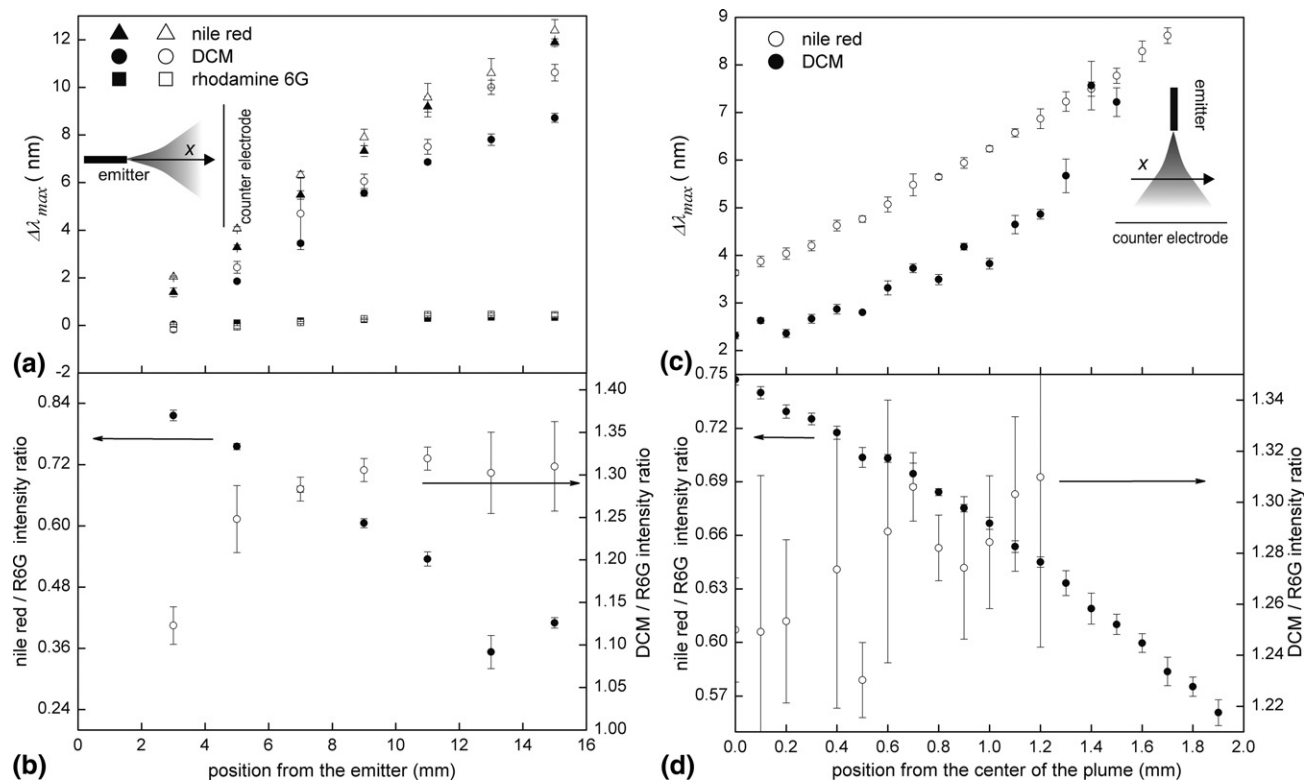 12
10
8
6
4
2
0
-2
Δλmax (nm)
nile red
DCM
rhodamine 6G
x
emitter
counter electrode
(a)
9
8
7
6
5
4
3
2
Δλmax (nm)
nile red
DCM
emitter
x
counter electrode
(c)
0.84
0.72
0.60
0.48
0.36
0.24
nile red / R6G intensity ratio
1.40
1.35
1.30
1.25
1.20
1.15
1.10
1.05
1.00
DCM / R6G intensity ratio
0 2 4 6 8 10 12 14 16
position from the emitter (mm)
(b)
0.75
0.72
0.69
0.66
0.63
0.60
0.57
nile red / R6G intensity ratio
1.34
1.32
1.30
1.28
1.26
1.24
1.22
DCM / R6G intensity ratio
0.0 0.2 0.4 0.6 0.8 1.0 1.2 1.4 1.6 1.8 2.0
position from the center of the plume (mm)
(d)